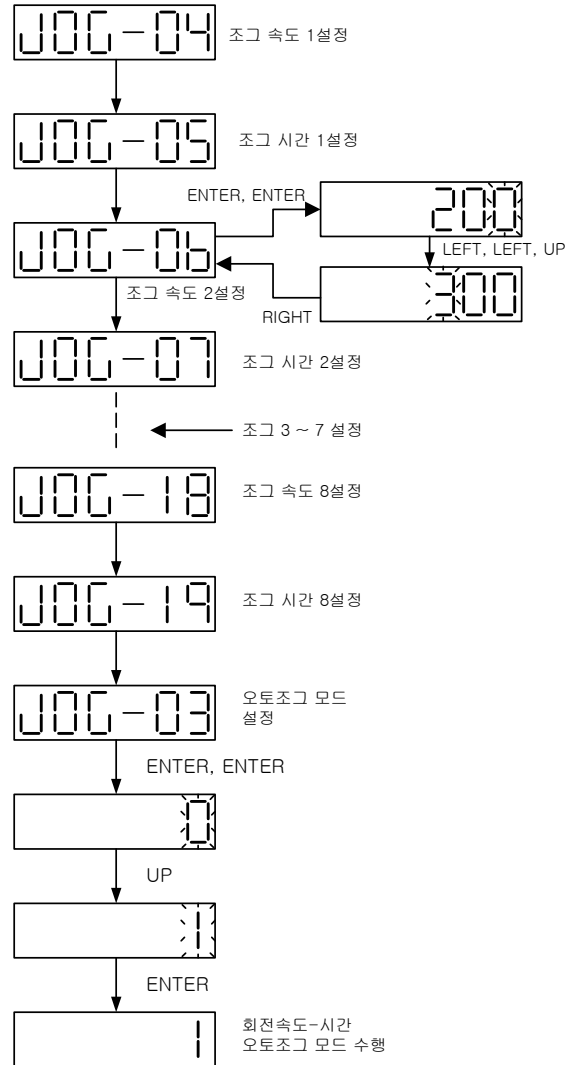 JOG-04
조그 속도 1설정
JOG-05
조그 시간 1설정
ENTER, ENTER
200
JOG-06
LEFT, LEFT, UP
조그 속도 2설정
300
RIGHT
JOG-07
조그 시간 2설정
조그 3 ~ 7 설정
JOG-18
조그 속도 8설정
JOG-19
조그 시간 8설정
JOG-03
오토조그 모드
설정
ENTER, ENTER
0
UP
1
ENTER
1
회전속도-시간
오토조그 모드 수행